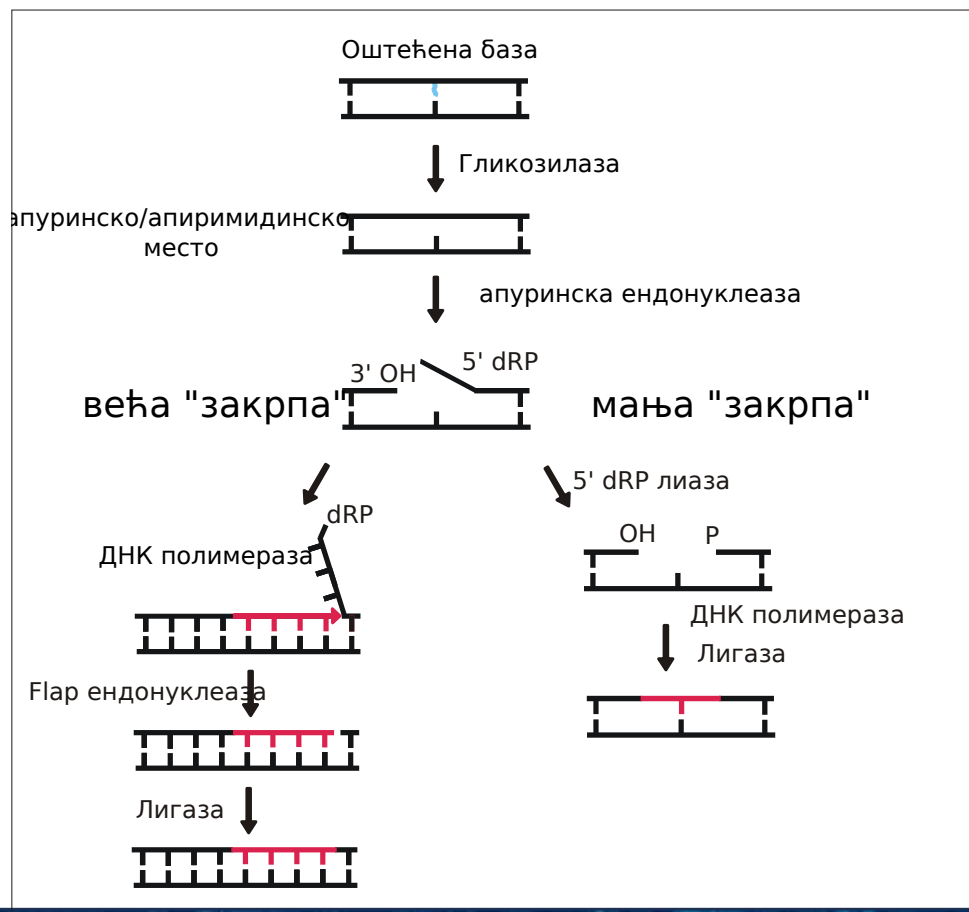 Оштећена база
Гликозилаза
апуринско/апиримидинско
место
апуринска ендонуклеаза
3' OH
5' dRP
већа "закрпа"
мања "закрпа"
5' dRP лиаза
dRP
OH
P
ДНК полимераза
ДНК полимераза
Лигаза
Flap ендонуклеаза
Лигаза